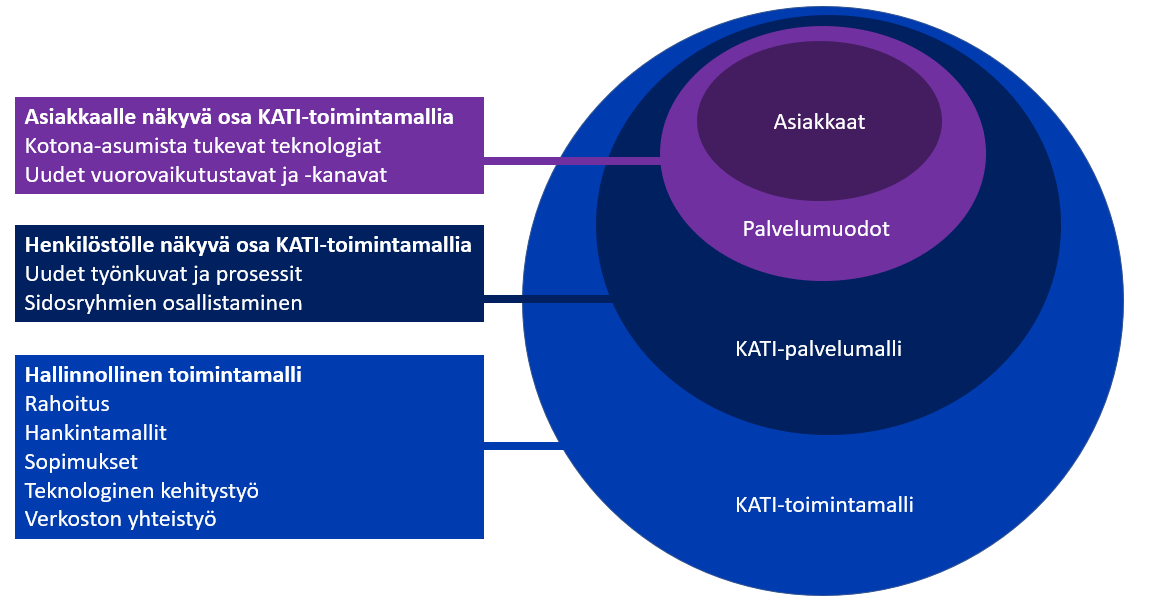 Asiakkaalle näkyvä osa KATI-toimintamallia
Kotona-asumista tukevat teknologiat
Uudet vuorovaikutustavat ja -kanavat
Henkilöstölle näkyvä osa KATI-toimintamallia
Uudet työnkuvat ja prosessit
Sidosryhmien osallistaminen
Hallinnollinen toimintamalli
Rahoitus
Hankintamallit
Sopimukset
Teknologinen kehitystyö
Verkoston yhteistyö
Asiakkaat
Palvelumuodot
KATI-palvelumalli
KATI-toimintamalli